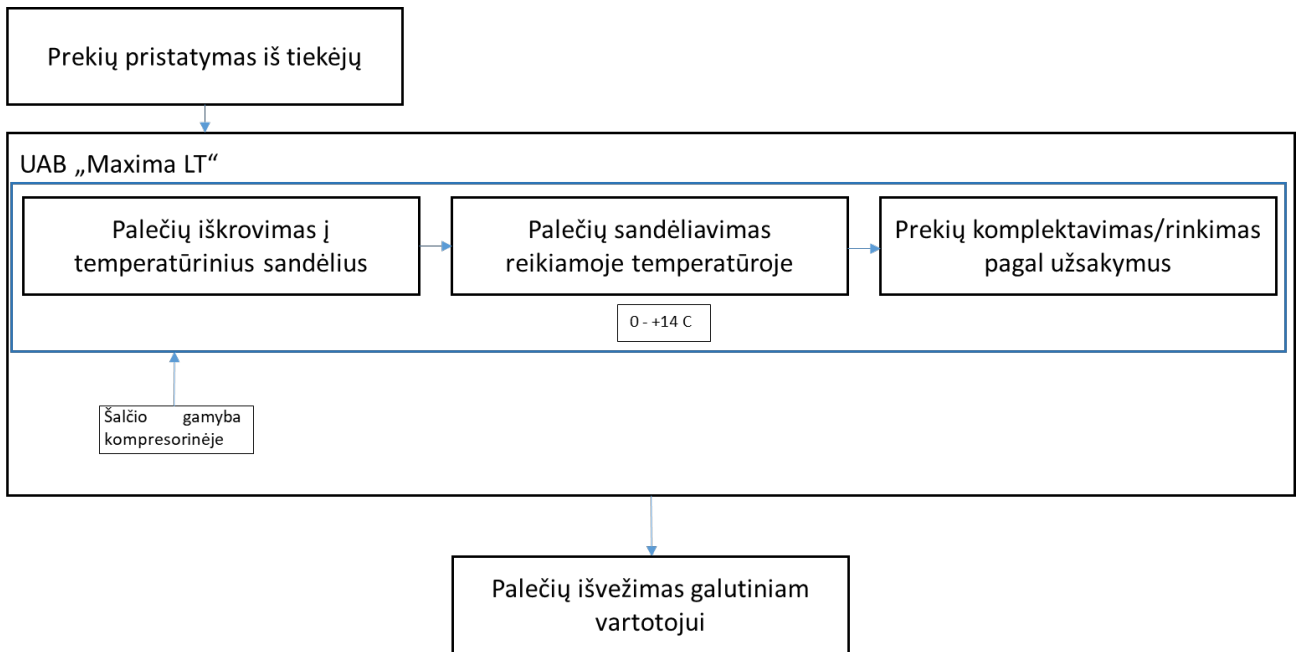 Prekių pristatymas iš tiekėjų
UAB „Maxima LT“
Palečių iškrovimas į
temperatūrinius sandėlius
Palečių sandėliavimas
reikiamoje temperatūroje
Prekių komplektavimas/rinkimas
pagal užsakymus
0 - +14 C
Šalčio gamyba
kompresorinėje
Palečių išvežimas galutiniam
vartotojui